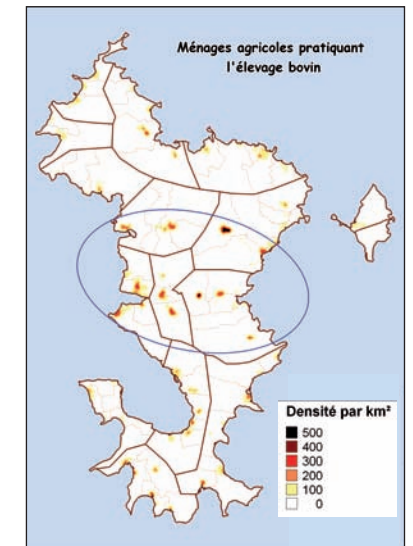 Ménages agricoles pratiquant
l'élevage bovin
Densité par km²
500
400
300
200
100
0